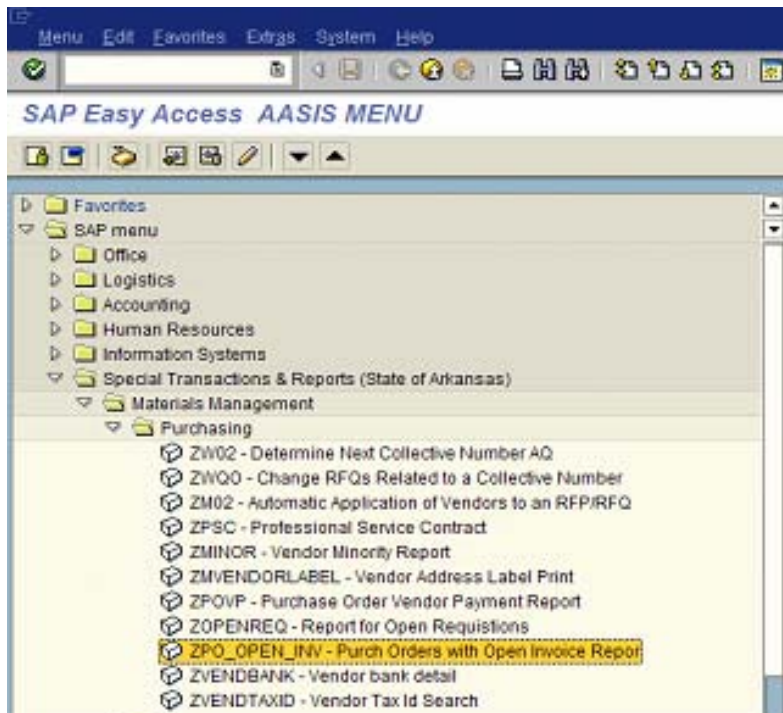 Menu Edit Favorites Extras System Help
SAP Easy Access AASIS MENU
Favorites
SAP menu
Office
Logistics
Accounting
Human Resources
Information Systems
Special Transactions & Reports (State of Arkansas)
Materials Management
Purchasing
ZW02 - Determine Next Collective Number AQ
ZWQO - Change RFQs Related to a Collective Number
ZM02 - Automatic Application of Vendors to an RFP/RFQ
ZPSC - Professional Service Contract
ZMINOR - Vendor Minority Report
ZMVENDORLABEL - Vendor Address Label Print
ZPOVP - Purchase Order Vendor Payment Report
ZOPENREQ - Report for Open Requistions
ZPO_OPEN_INV - Purch Orders with Open Invoice Repor
ZVENDBANK - Vendor bank detail
ZVENDTAXID - Vendor Tax Id Search